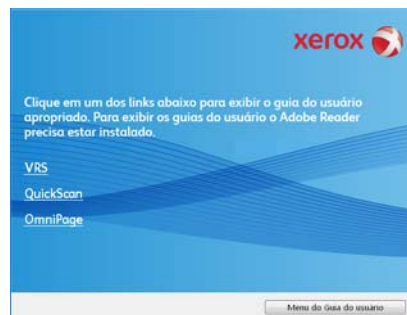 xerox
Clique em um dos links abaixo para exibir o guia do usuário
apropriado. Para exibir os guias do usuário o Adobe Reader
precisa estar instalado.
VRS
QuickScan
OmniPage
Menu do Guia do usuário